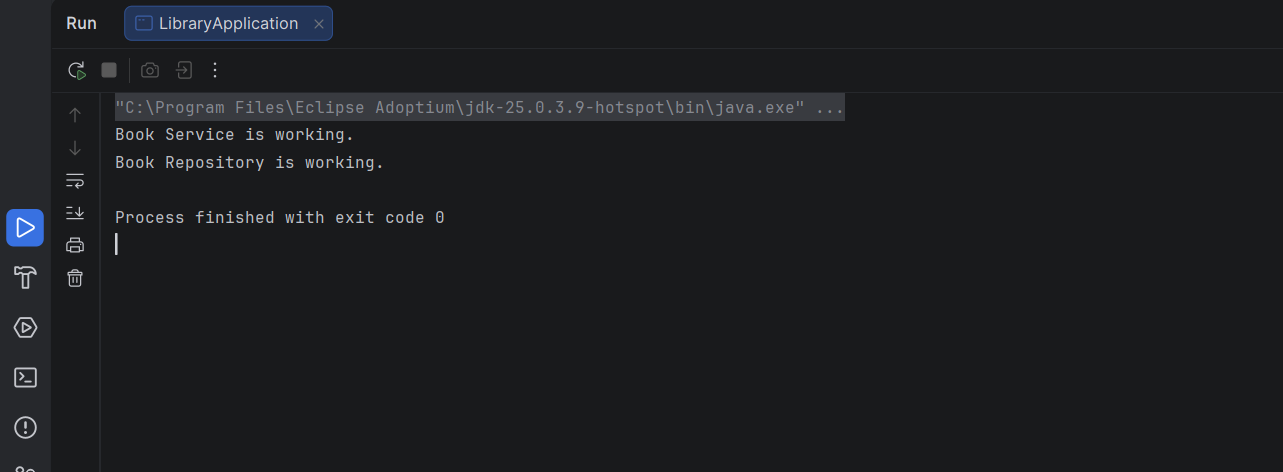 Run LibraryApplication
"C:\Program Files\Eclipse Adoptium\jdk-25.0.3.9-hotspot\bin\java.exe" ...
Book Service is working.
Book Repository is working.
Process finished with exit code 0